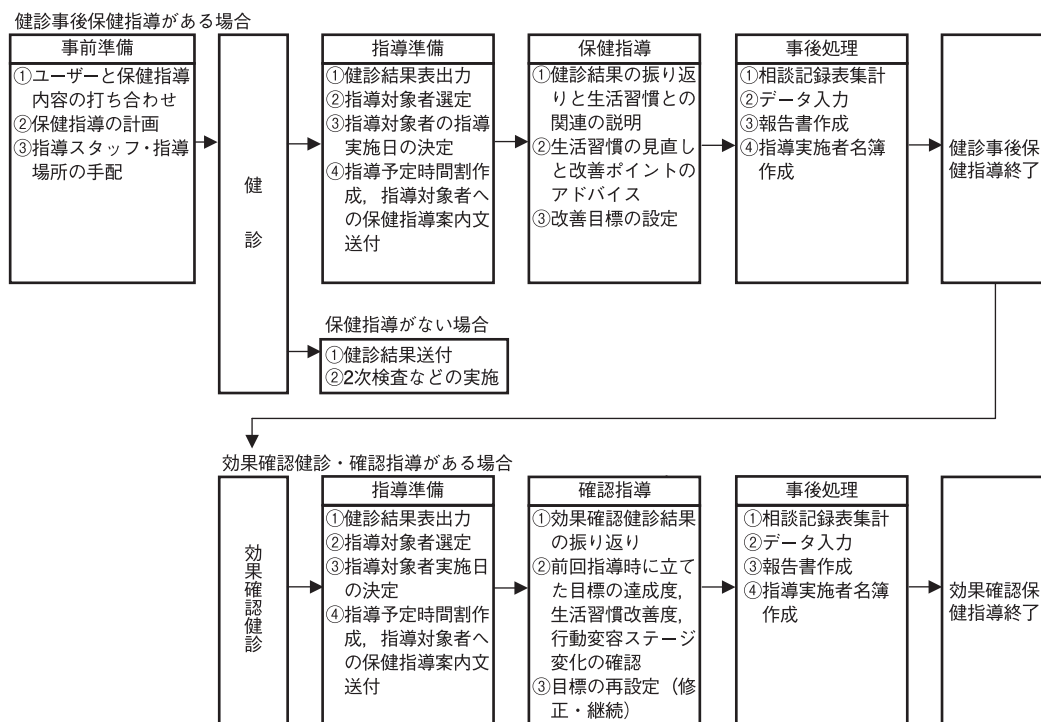 健診事後保健指導がある場合
事前準備
①ユーザーと保健指導
内容の打ち合わせ
②保健指導の計画
③指導スタッフ・指導
場所の手配
健
診
指導準備
①健診結果表出力
②指導対象者選定
③指導対象者の指導
実施日の決定
④指導予定時間割作
成，指導対象者へ
の保健指導案内文
送付
保健指導
①健診結果の振り返
りと生活習慣との
関連の説明
②生活習慣の見直し
と改善ポイントの
アドバイス
③改善目標の設定
事後処理
①相談記録表集計
②データ入力
③報告書作成
④指導実施者名簿
作成
健診事後保
健指導終了
保健指導がない場合
①健診結果送付
②2次検査などの実施
効果確認健診・確認指導がある場合
効果確認健診
指導準備
①健診結果表出力
②指導対象者選定
③指導対象者実施日
の決定
④指導予定時間割作
成，指導対象者へ
の保健指導案内文
送付
確認指導
①効果確認健診結果
の振り返り
②前回指導時に立て
た目標の達成度，
生活習慣改善度，
行動変容ステージ
変化の確認
③目標の再設定（修
正・継続）
事後処理
①相談記録表集計
②データ入力
③報告書作成
④指導実施者名簿
作成
効果確認保
健指導終了